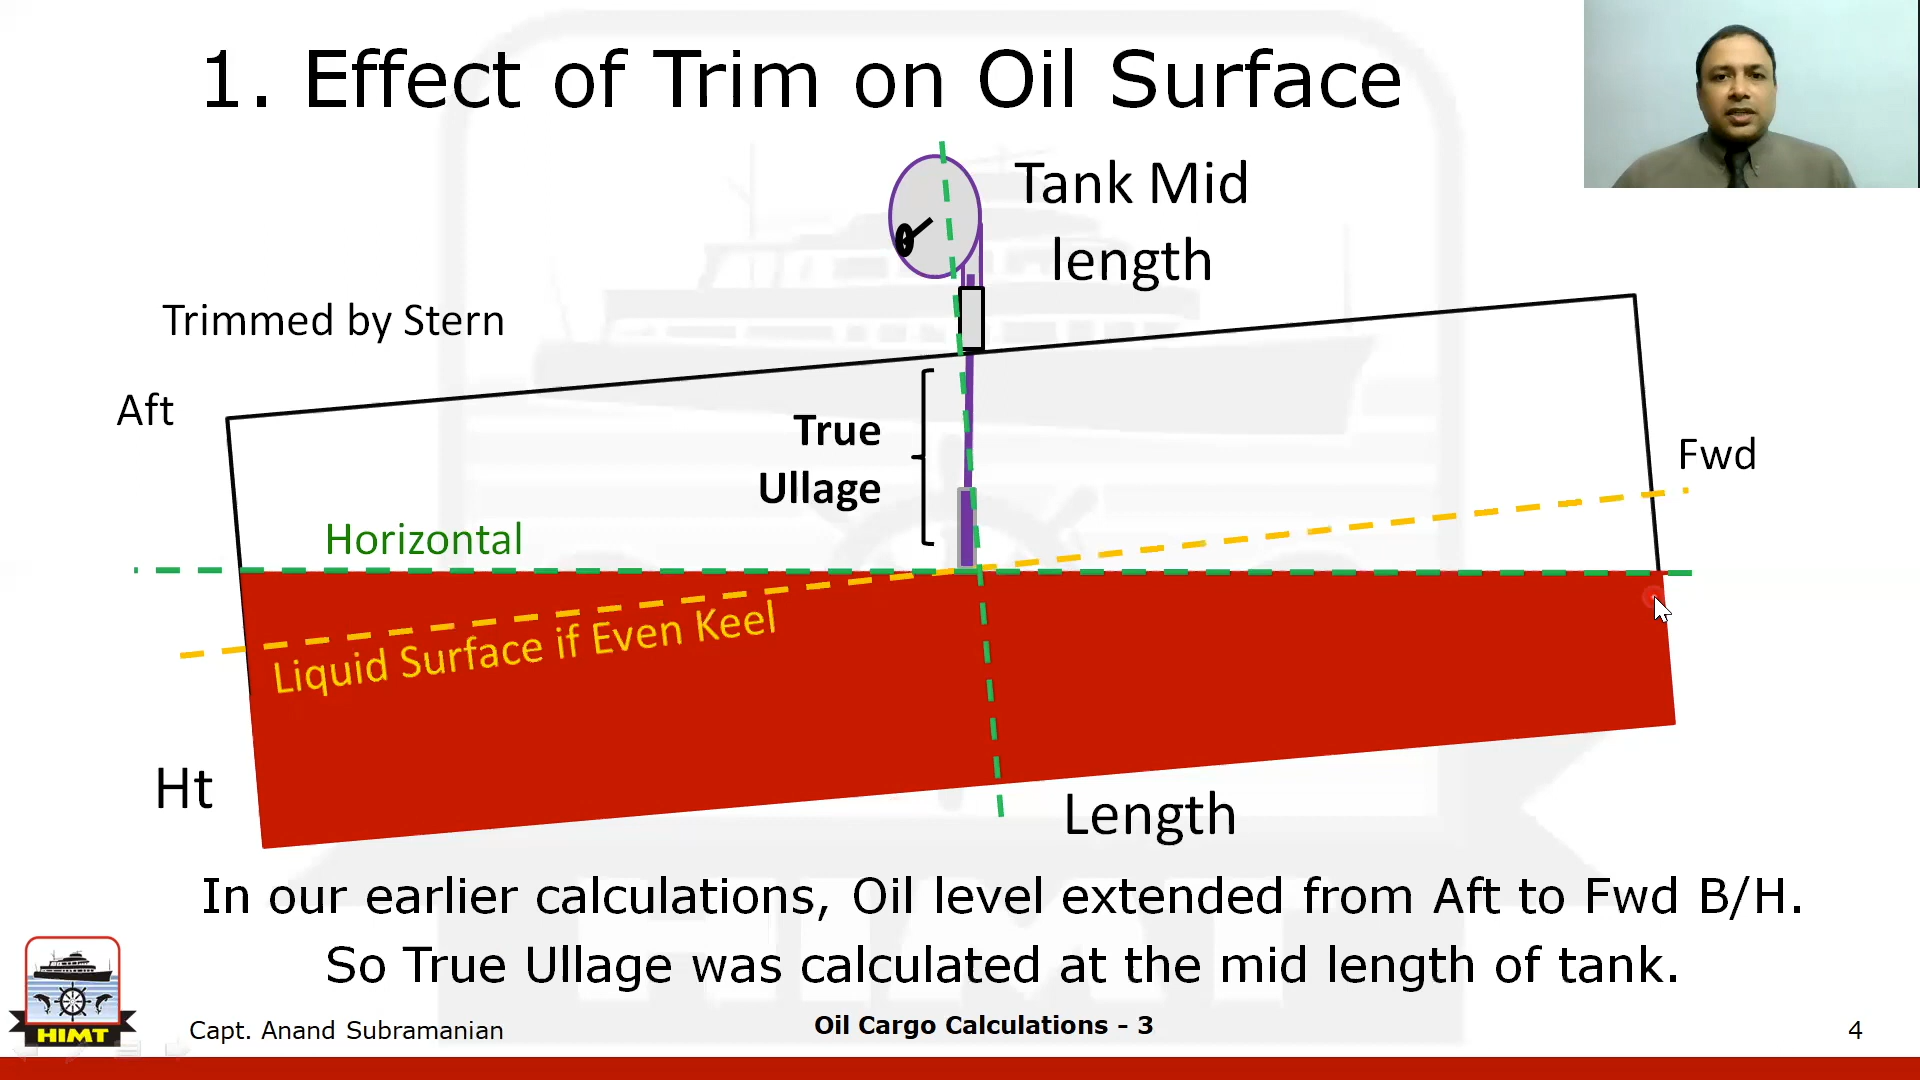 1. Effect of Trim on Oil Surface
Tank Mid
length
Trimmed by Stern
Aft
True
Ullage
Fwd
Horizontal
Liquid Surface if Even Keel
Ht
Length
In our earlier calculations, Oil level extended from Aft to Fwd B/H.
So True Ullage was calculated at the mid length of tank.
HIMT
Capt. Anand Subramanian
Oil Cargo Calculations - 3
4